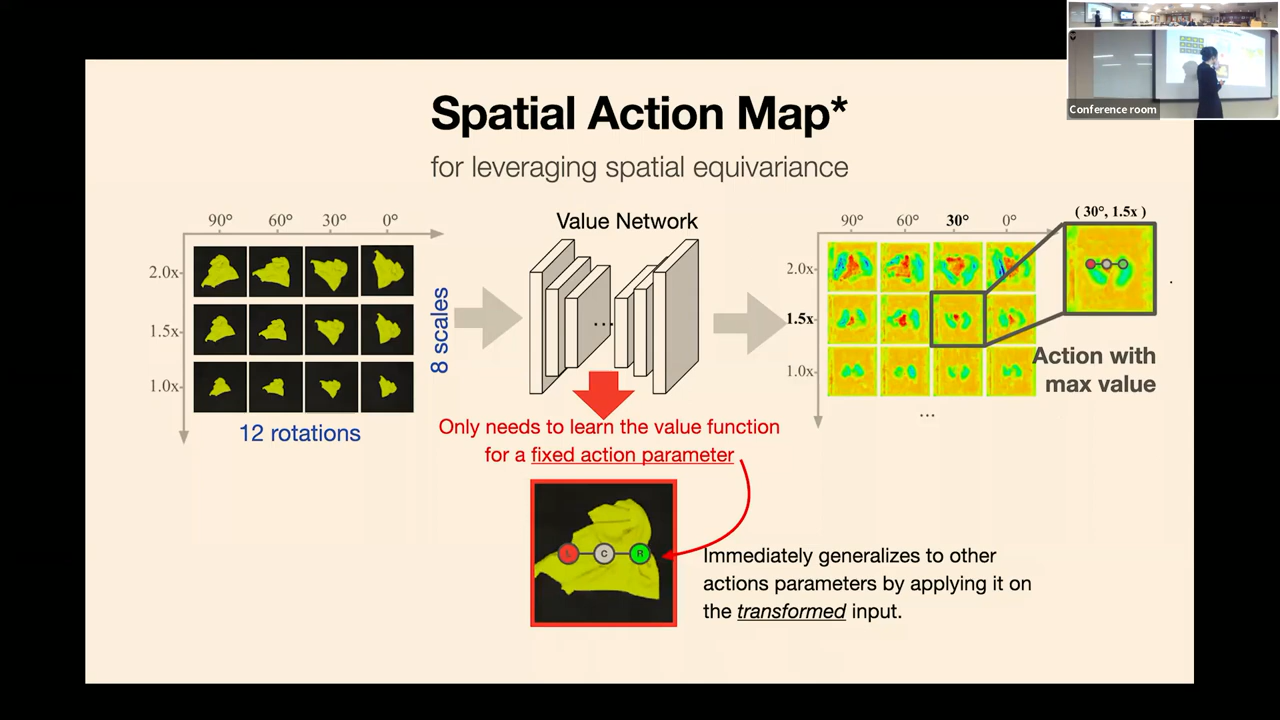 Conference room
Spatial Action Map*
for leveraging spatial equivariance
90° 60° 30° 0°
2.0x
1.5x
1.0x
8 scales
12 rotations
Value Network
...
Only needs to learn the value function
for a fixed action parameter
L C R
Immediately generalizes to other
actions parameters by applying it on
the transformed input.
90° 60° 30° 0°
2.0x
1.5x
1.0x
...
( 30°, 1.5x )
Action with
max value